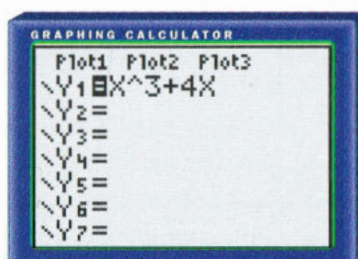 GRAPHING CALCULATOR
Plot1 Plot2 Plot3
\Y1=X^3+4X
\Y2=
\Y3=
\Y4=
\Y5=
\Y6=
\Y7=